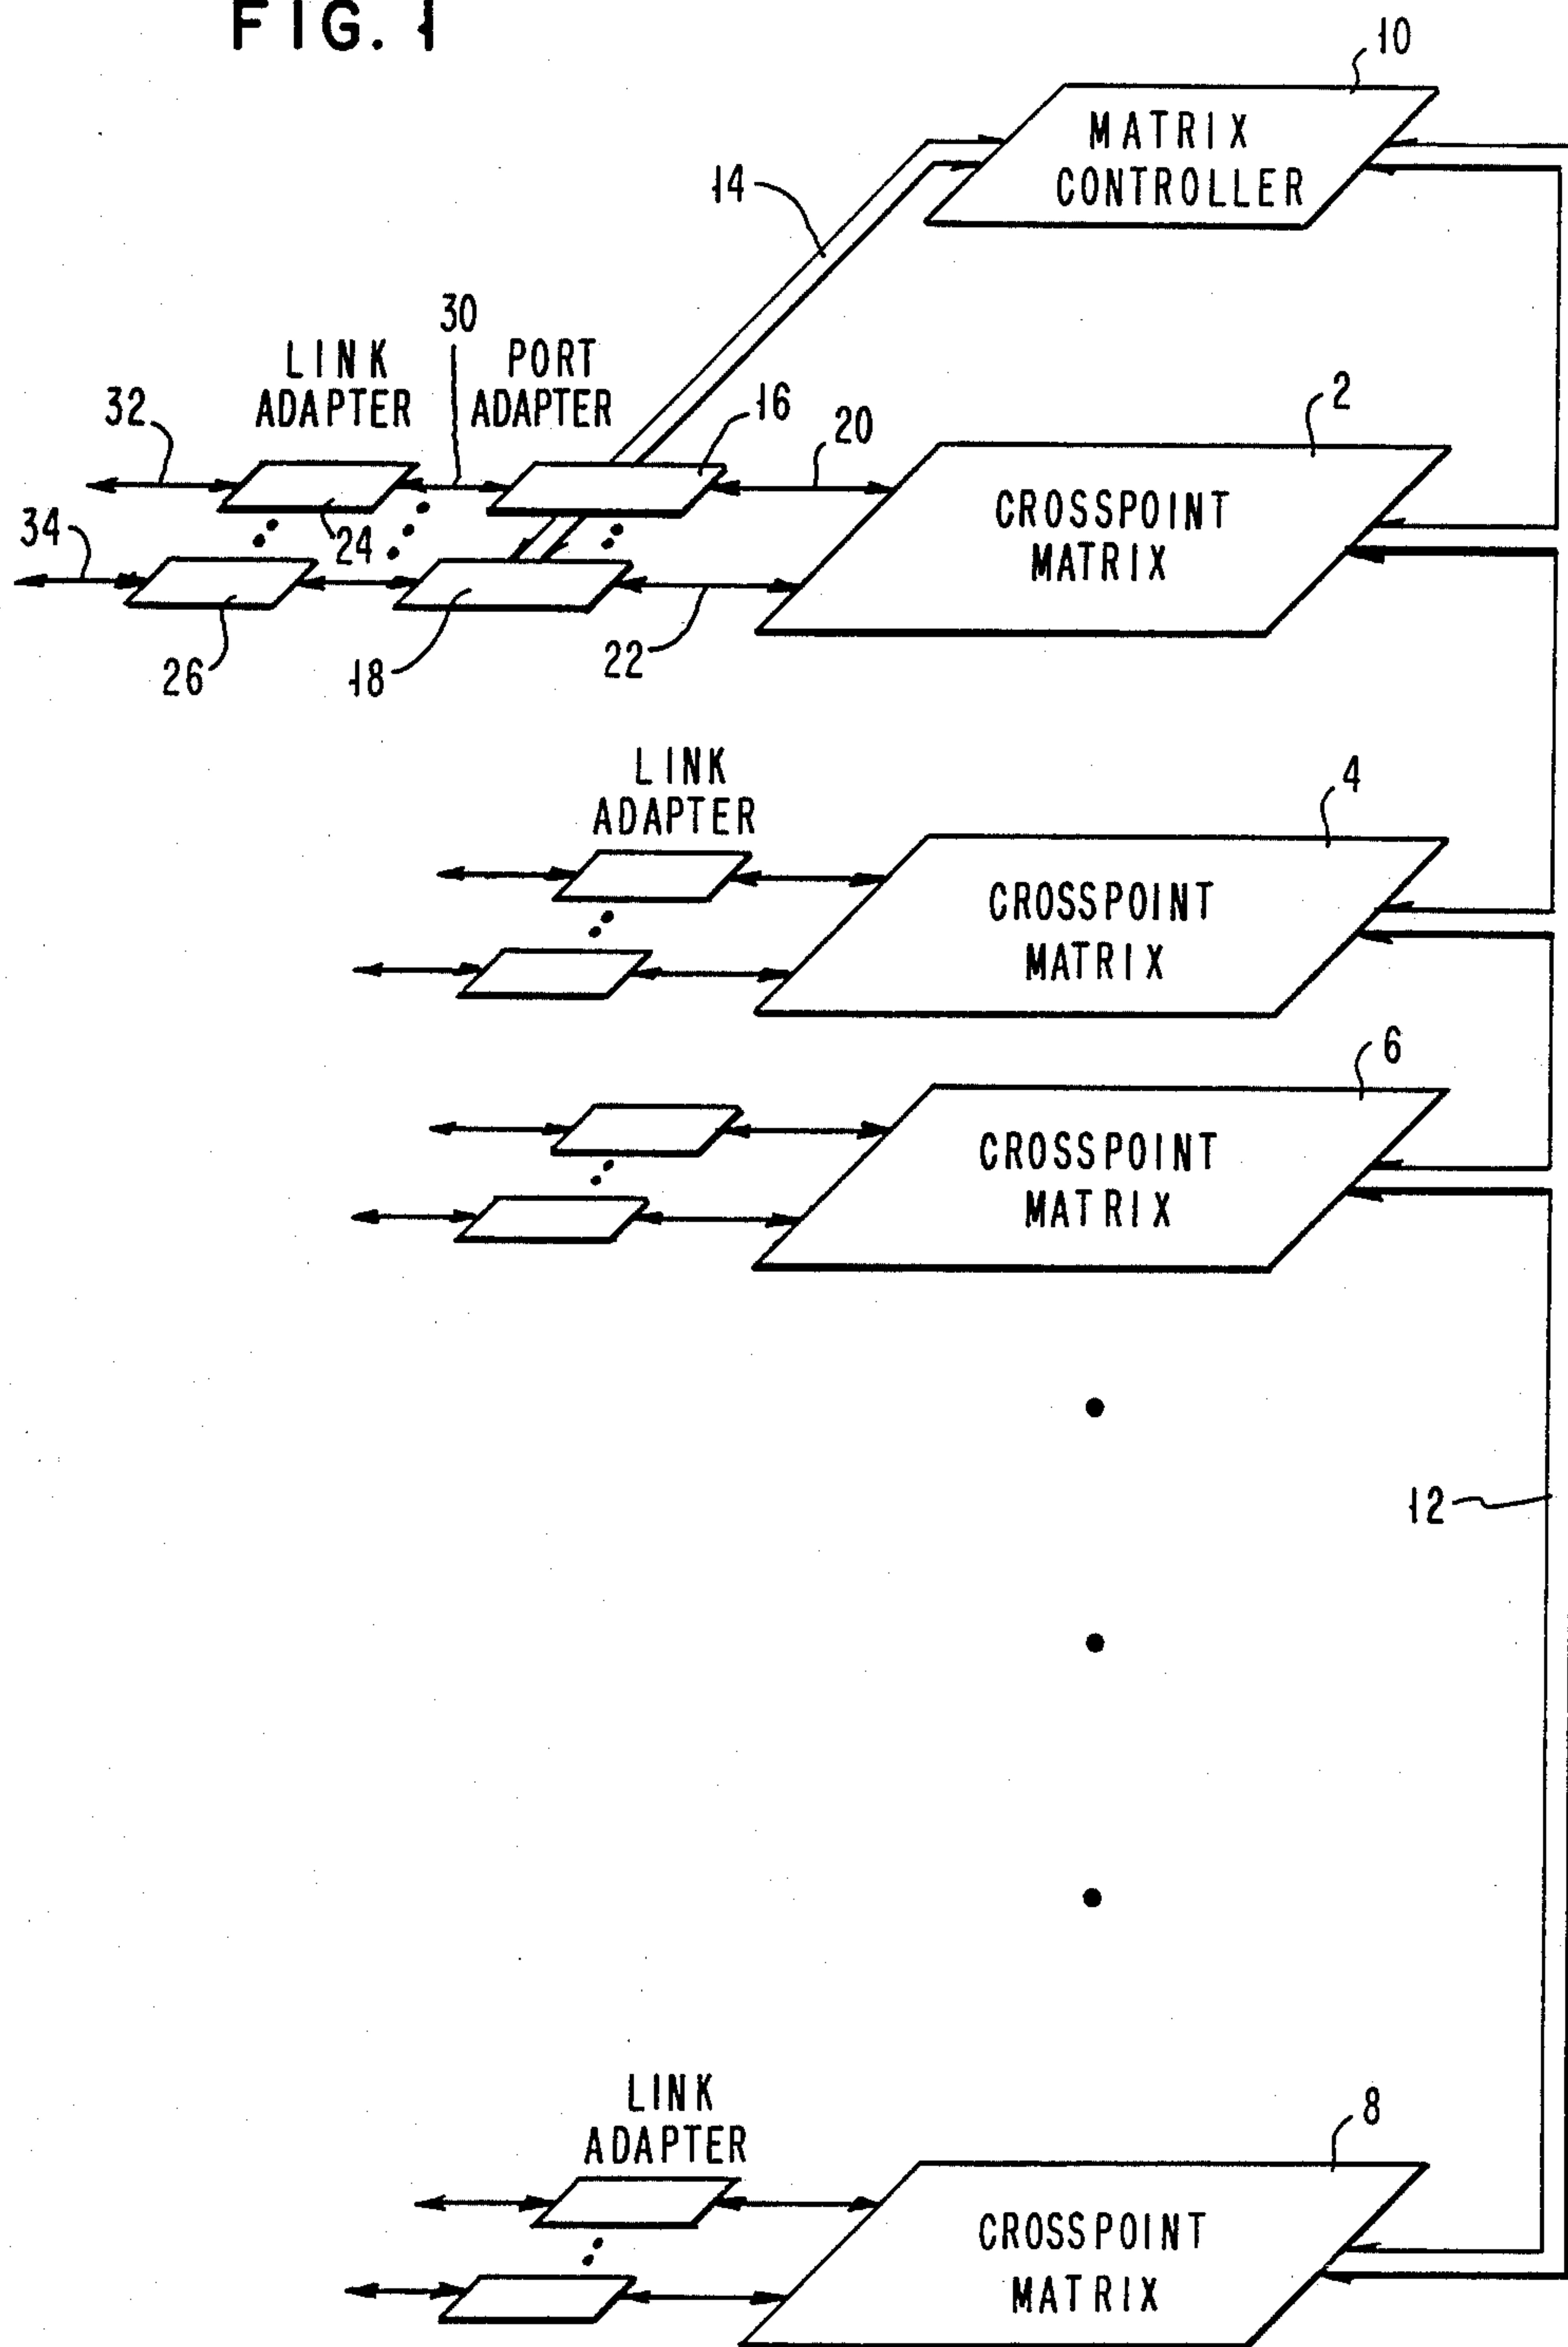 FIG. 1
10
MATRIX
CONTROLLER
14
30
LINK
ADAPTER
PORT
ADAPTER
32
16
20
2
CROSSPOINT
MATRIX
34
24
26
18
22
LINK
ADAPTER
4
CROSSPOINT
MATRIX
6
CROSSPOINT
MATRIX
12
LINK
ADAPTER
8
CROSSPOINT
MATRIX